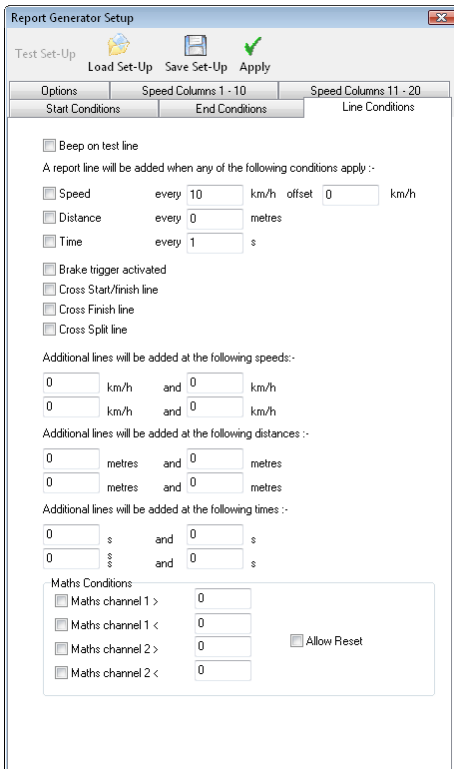 Report Generator Setup
Test Set-Up
Load Set-Up
Save Set-Up
Apply
Options
Speed Columns 1 - 10
Speed Columns 11 - 20
Start Conditions
End Conditions
Line Conditions
Beep on test line
A report line will be added when any of the following conditions apply :-
Speed every 10 km/h offset 0 km/h
Distance every 0 metres
Time every 1 s
Brake trigger activated
Cross Start/finish line
Cross Finish line
Cross Split line
Additional lines will be added at the following speeds:-
0 km/h and 0 km/h
0 km/h and 0 km/h
Additional lines will be added at the following distances :-
0 metres and 0 metres
0 metres and 0 metres
Additional lines will be added at the following times :-
0 s and 0 s
0 s s and 0 s
Maths Conditions
Maths channel 1 > 0
Maths channel 1 < 0
Maths channel 2 > 0
Maths channel 2 < 0
Allow Reset